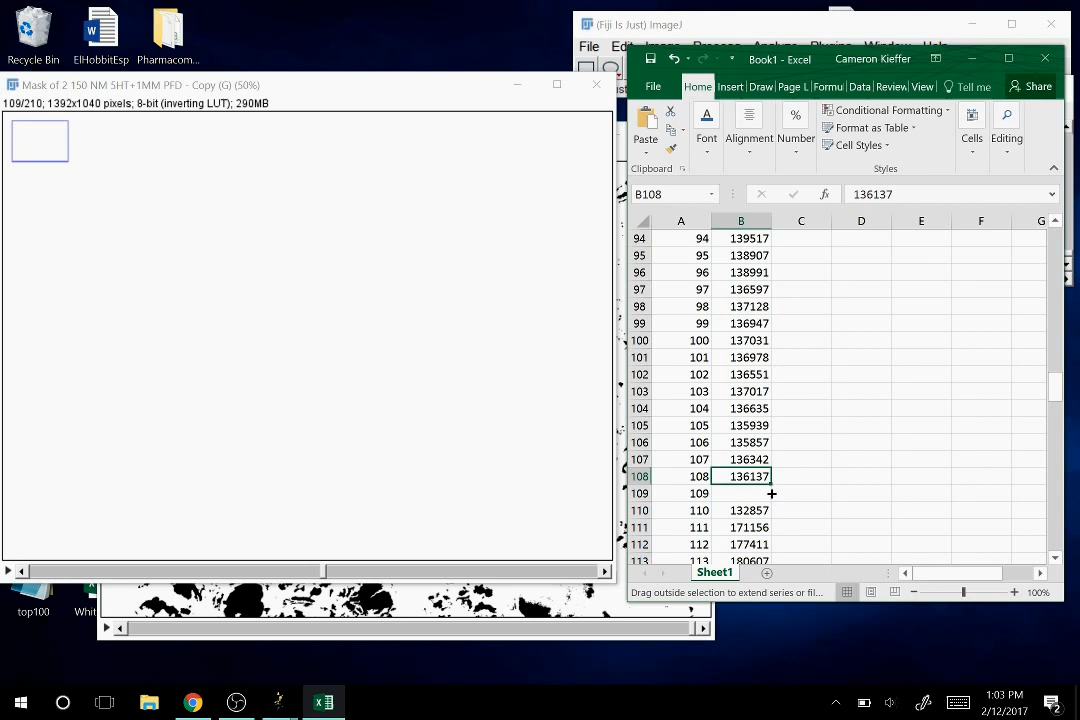 Recycle Bin
ElHobbitEsp
Pharmacom...
(Fiji Is Just) ImageJ
File
Mask of 2 150 NM 5HT+1MM PFD - Copy (G) (50%)
109/210; 1392x1040 pixels; 8-bit (inverting LUT); 290MB
Book1 - Excel
Cameron Kieffer
File Home Insert Draw Page L Formu Data Review View Tell me Share
Paste
Font
Alignment
Number
Conditional Formatting
Format as Table
Cell Styles
Cells
Editing
Clipboard
Styles
B108
fx
136137
A B C D E F G
94 94 139517
95 95 138907
96 96 138991
97 97 136597
98 98 137128
99 99 136947
100 100 137031
101 101 136978
102 102 136551
103 103 137017
104 104 136635
105 105 135939
106 106 135857
107 107 136342
108 108 136137
109 109
110 110 132857
111 111 171156
112 112 177411
113 113 180607
Sheet1
Drag outside selection to extend series or fil...
100%
top100
Whit
1:03 PM
2/12/2017
2